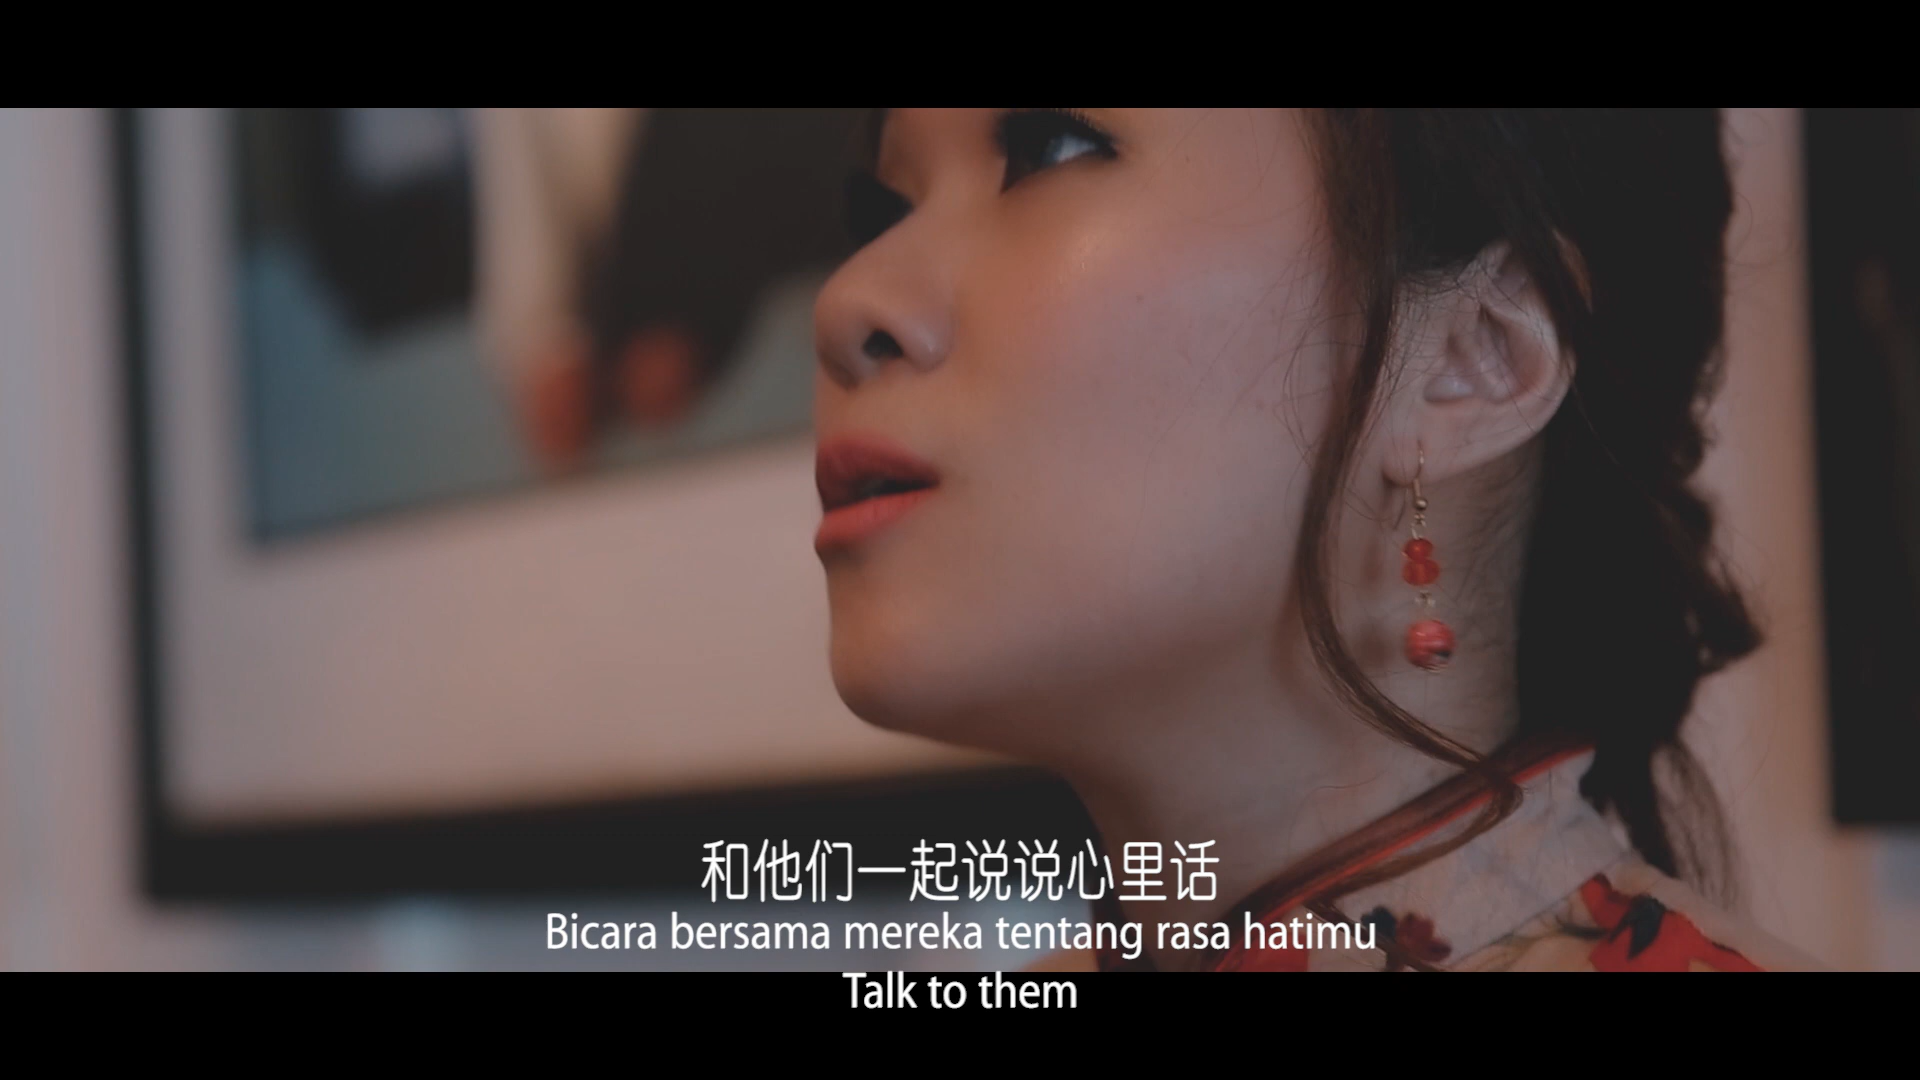 和他们一起说说心里话
Bicara bersama mereka tentang rasa hatimu
Talk to them